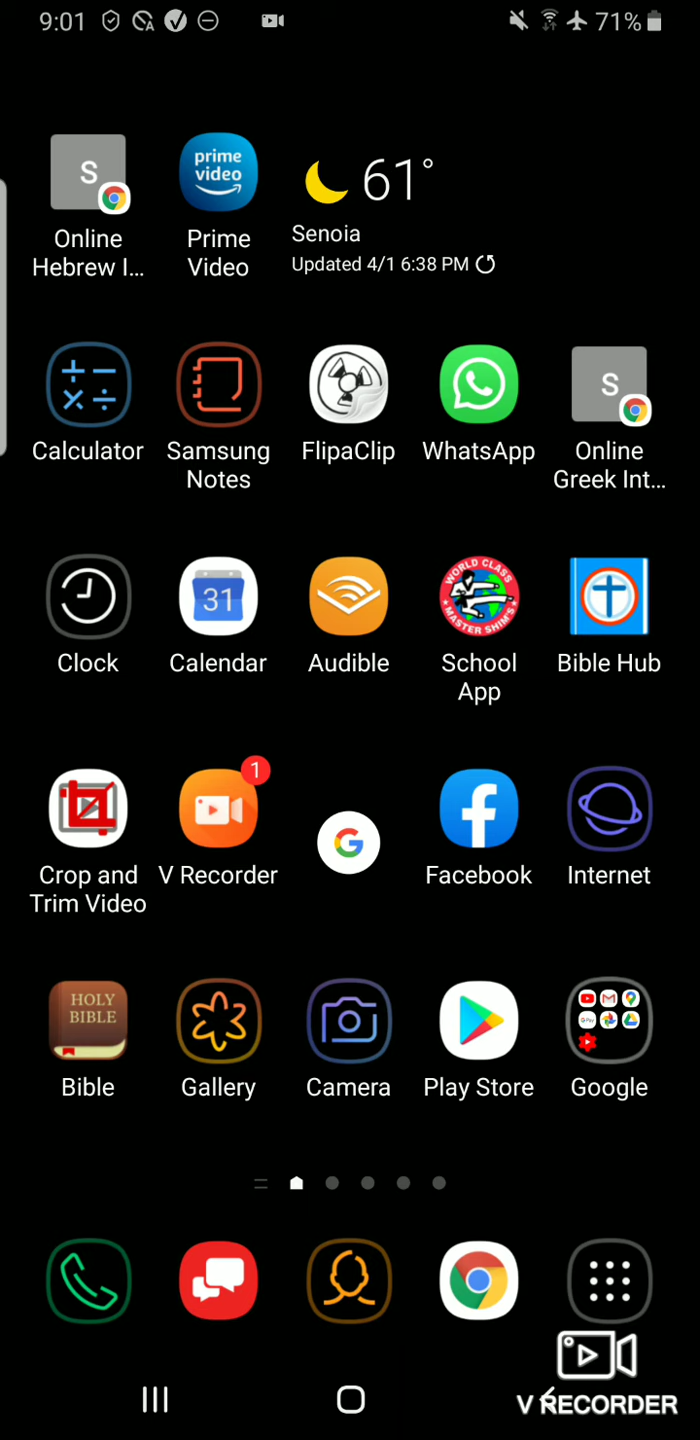 9:01
71%
S
prime
video
61°
Senoia
Updated 4/1 6:38 PM
Online
Hebrew I...
Prime
Video
S
Calculator
Samsung
Notes
FlipaClip
WhatsApp
Online
Greek Int...
31
WORLD CLASS
MASTER SHIM'S
Clock
Calendar
Audible
School
App
Bible Hub
1
G
Crop and
Trim Video
V Recorder
Facebook
Internet
HOLY
BIBLE
G Pay
Bible
Gallery
Camera
Play Store
Google
V RECORDER